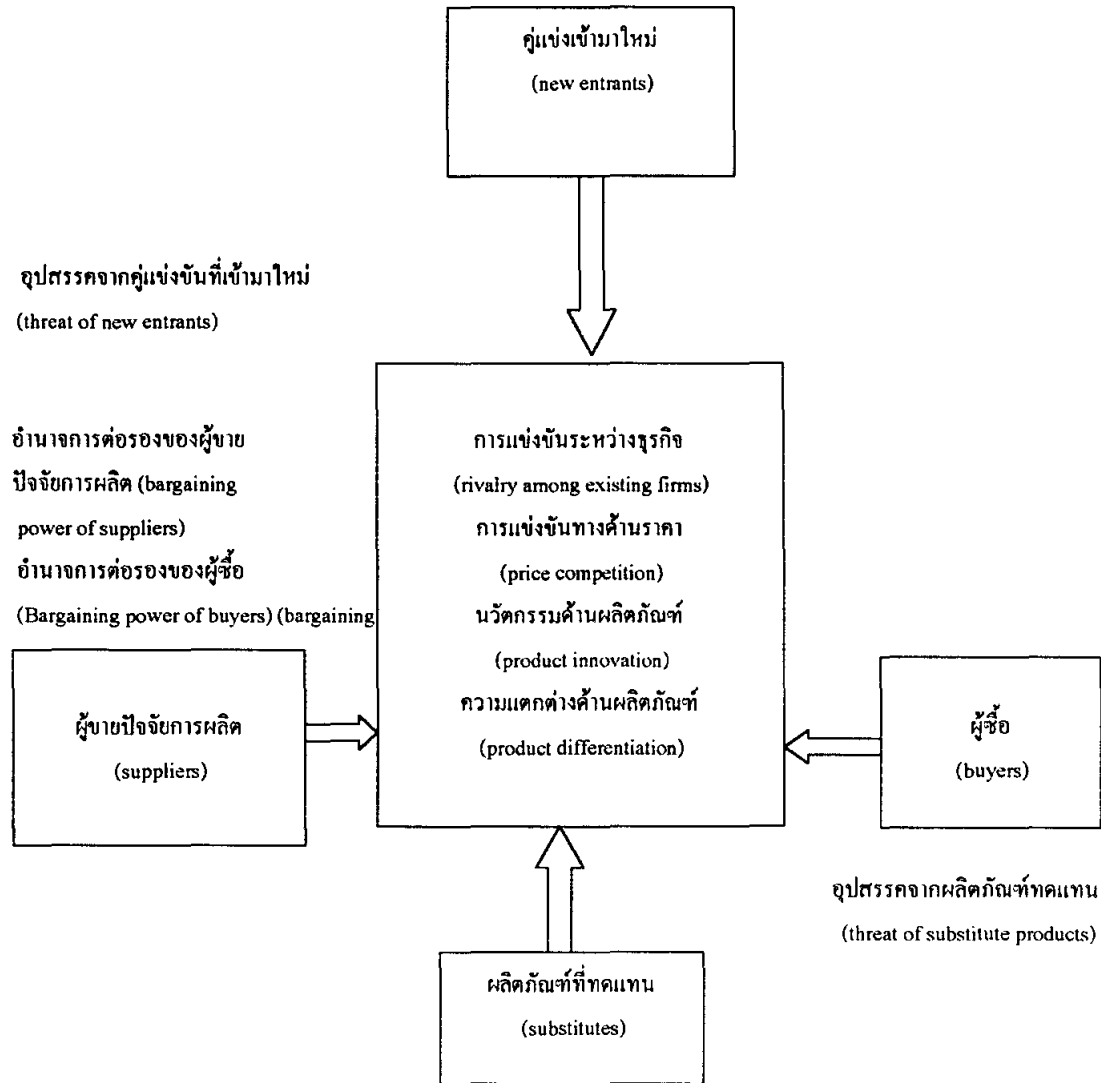 คู่แข่งเข้ามาใหม่
(new entrants)
อุปสรรคจากคู่แข่งขันที่เข้ามาใหม่
(threat of new entrants)
อำนาจการต่อรองของผู้ขาย
ปัจจัยการผลิต (bargaining
power of suppliers)
อำนาจการต่อรองของผู้ซื้อ
(Bargaining power of buyers) (bargaining
การแข่งขันระหว่างธุรกิจ
(rivalry among existing firms)
การแข่งขันทางด้านราคา
(price competition)
นวัตกรรมด้านผลิตภัณฑ์
(product innovation)
ความแตกต่างด้านผลิตภัณฑ์
(product differentiation)
ผู้ขายปัจจัยการผลิต
(suppliers)
ผู้ซื้อ
(buyers)
อุปสรรคจากผลิตภัณฑ์ทดแทน
(threat of substitute products)
ผลิตภัณฑ์ที่ทดแทน
(substitutes)